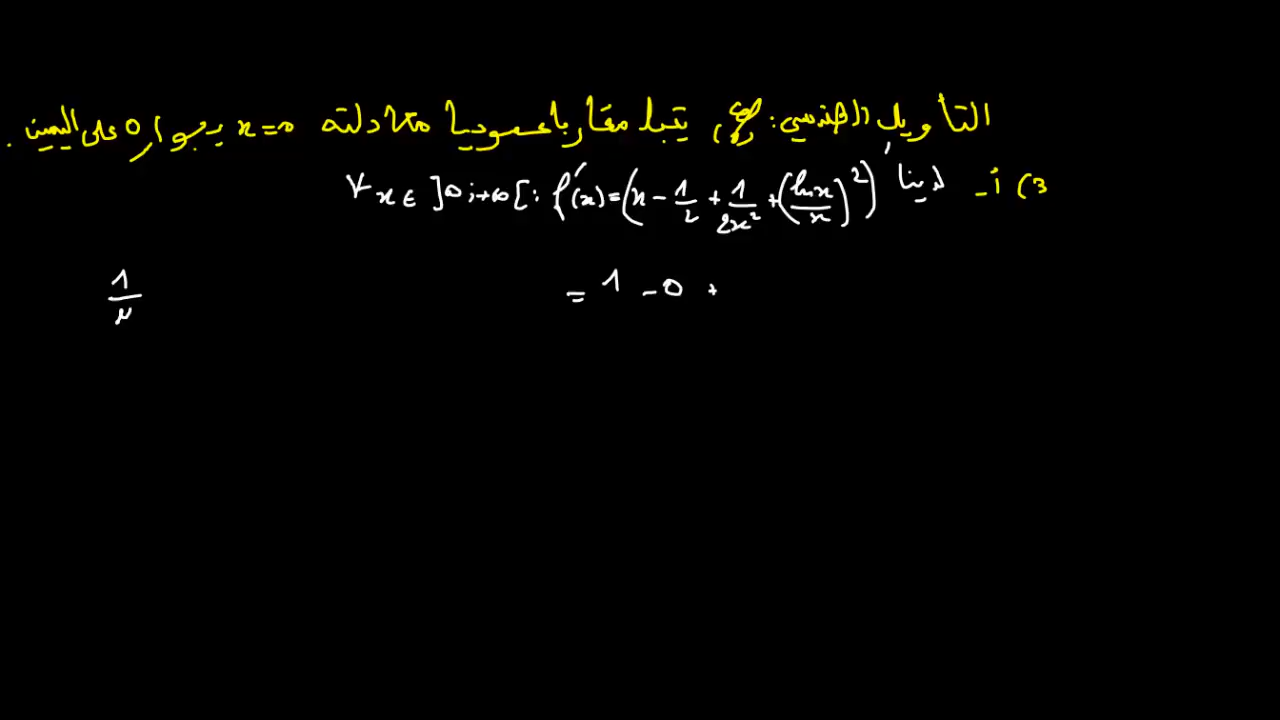 التأويل الهندسي: (Cf) يقبل مقاربا عموديا معادلته x=0 بجوار 0 على اليمين.
3) أ - لدينا ∀x∈]0;+∞[ : f'(x)=(x - 1/2 + 1/2x² + (ln x/x)²)'
= 1 - 0 +
1/u